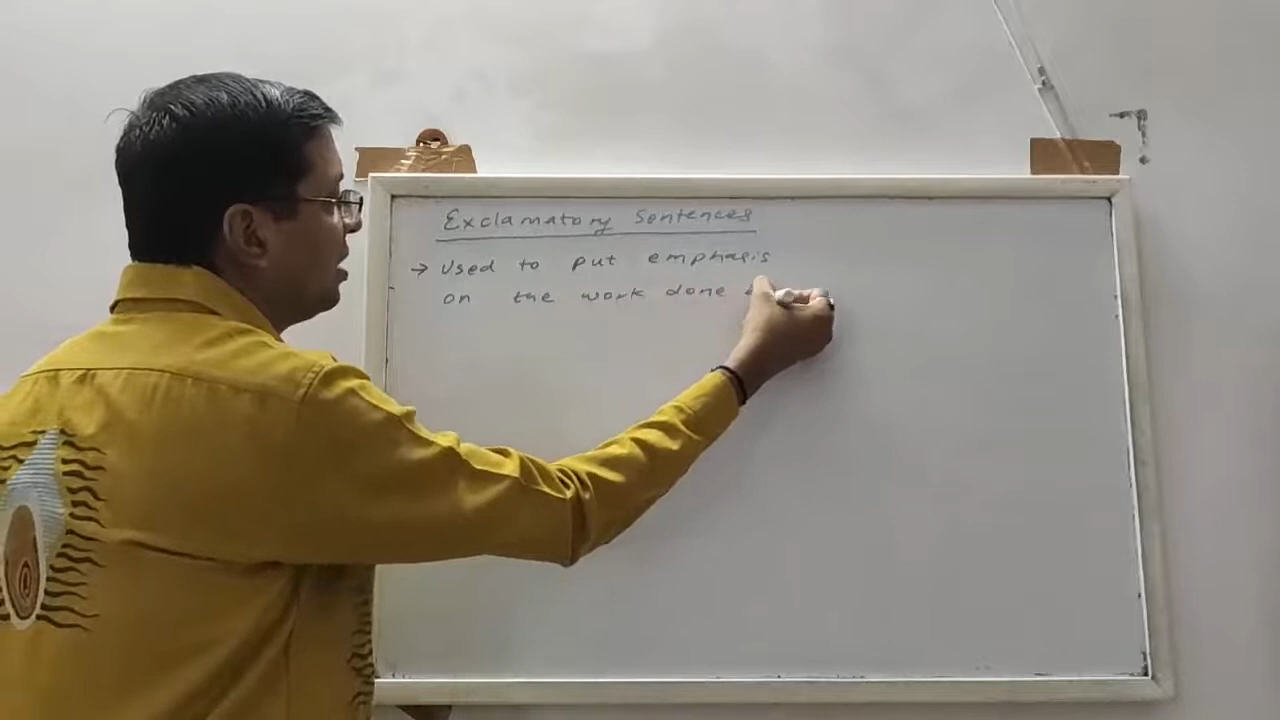 Exclamatory Sentences
→ Used to put emphasis
on the work done